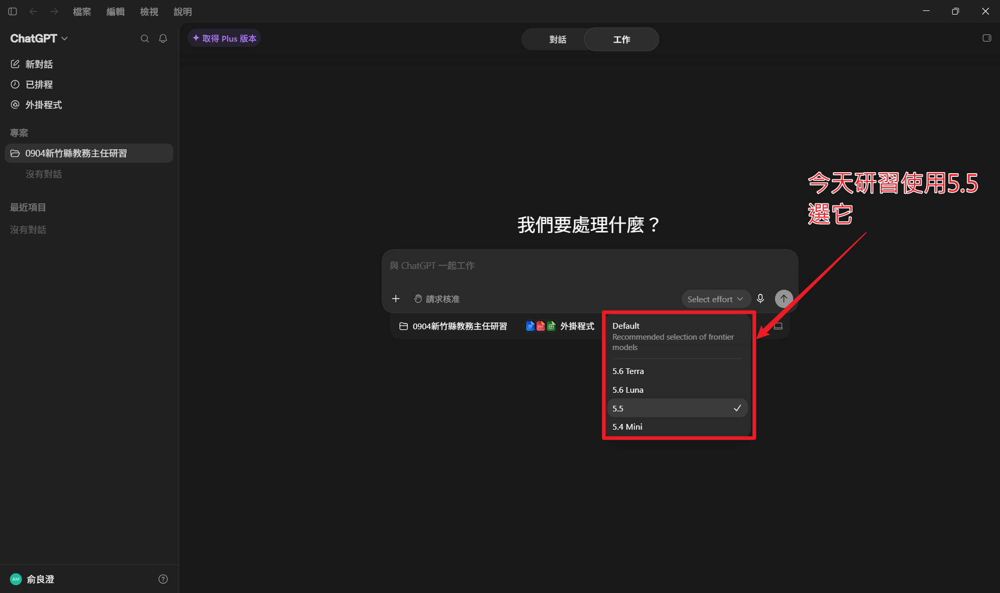 檔案 編輯 檢視 說明
ChatGPT
取得 Plus 版本
對話 工作
新對話
已排程
外掛程式
專案
0904新竹縣教務主任研習
沒有對話
最近項目
沒有對話
今天研習使用5.5
選它
我們要處理什麼？
與 ChatGPT 一起工作
請求核准
Select effort
0904新竹縣教務主任研習
PDF
外掛程式
Default
Recommended selection of frontier
models
5.6 Terra
5.6 Luna
5.5
5.4 Mini
AM 俞良澄